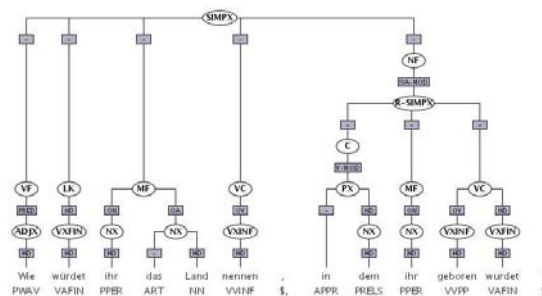 SIMPX
- - - - -
NF
OA-MOD
R-SIMPX
- - -
C
V-MOD
VF LK MF VC PX MF VC
PRED HD ON OA OV - HD ON OV HD
ADJX VXFIN NX NX VXINF NX NX VXINF VXFIN
HD HD HD - HD HD HD HD HD HD
Wie würdet ihr das Land nennen , in dem ihr geboren wurdet
PWAV VAFIN PPER ART NN VVINF $, APPR PRELS PPER VVPP VAFIN